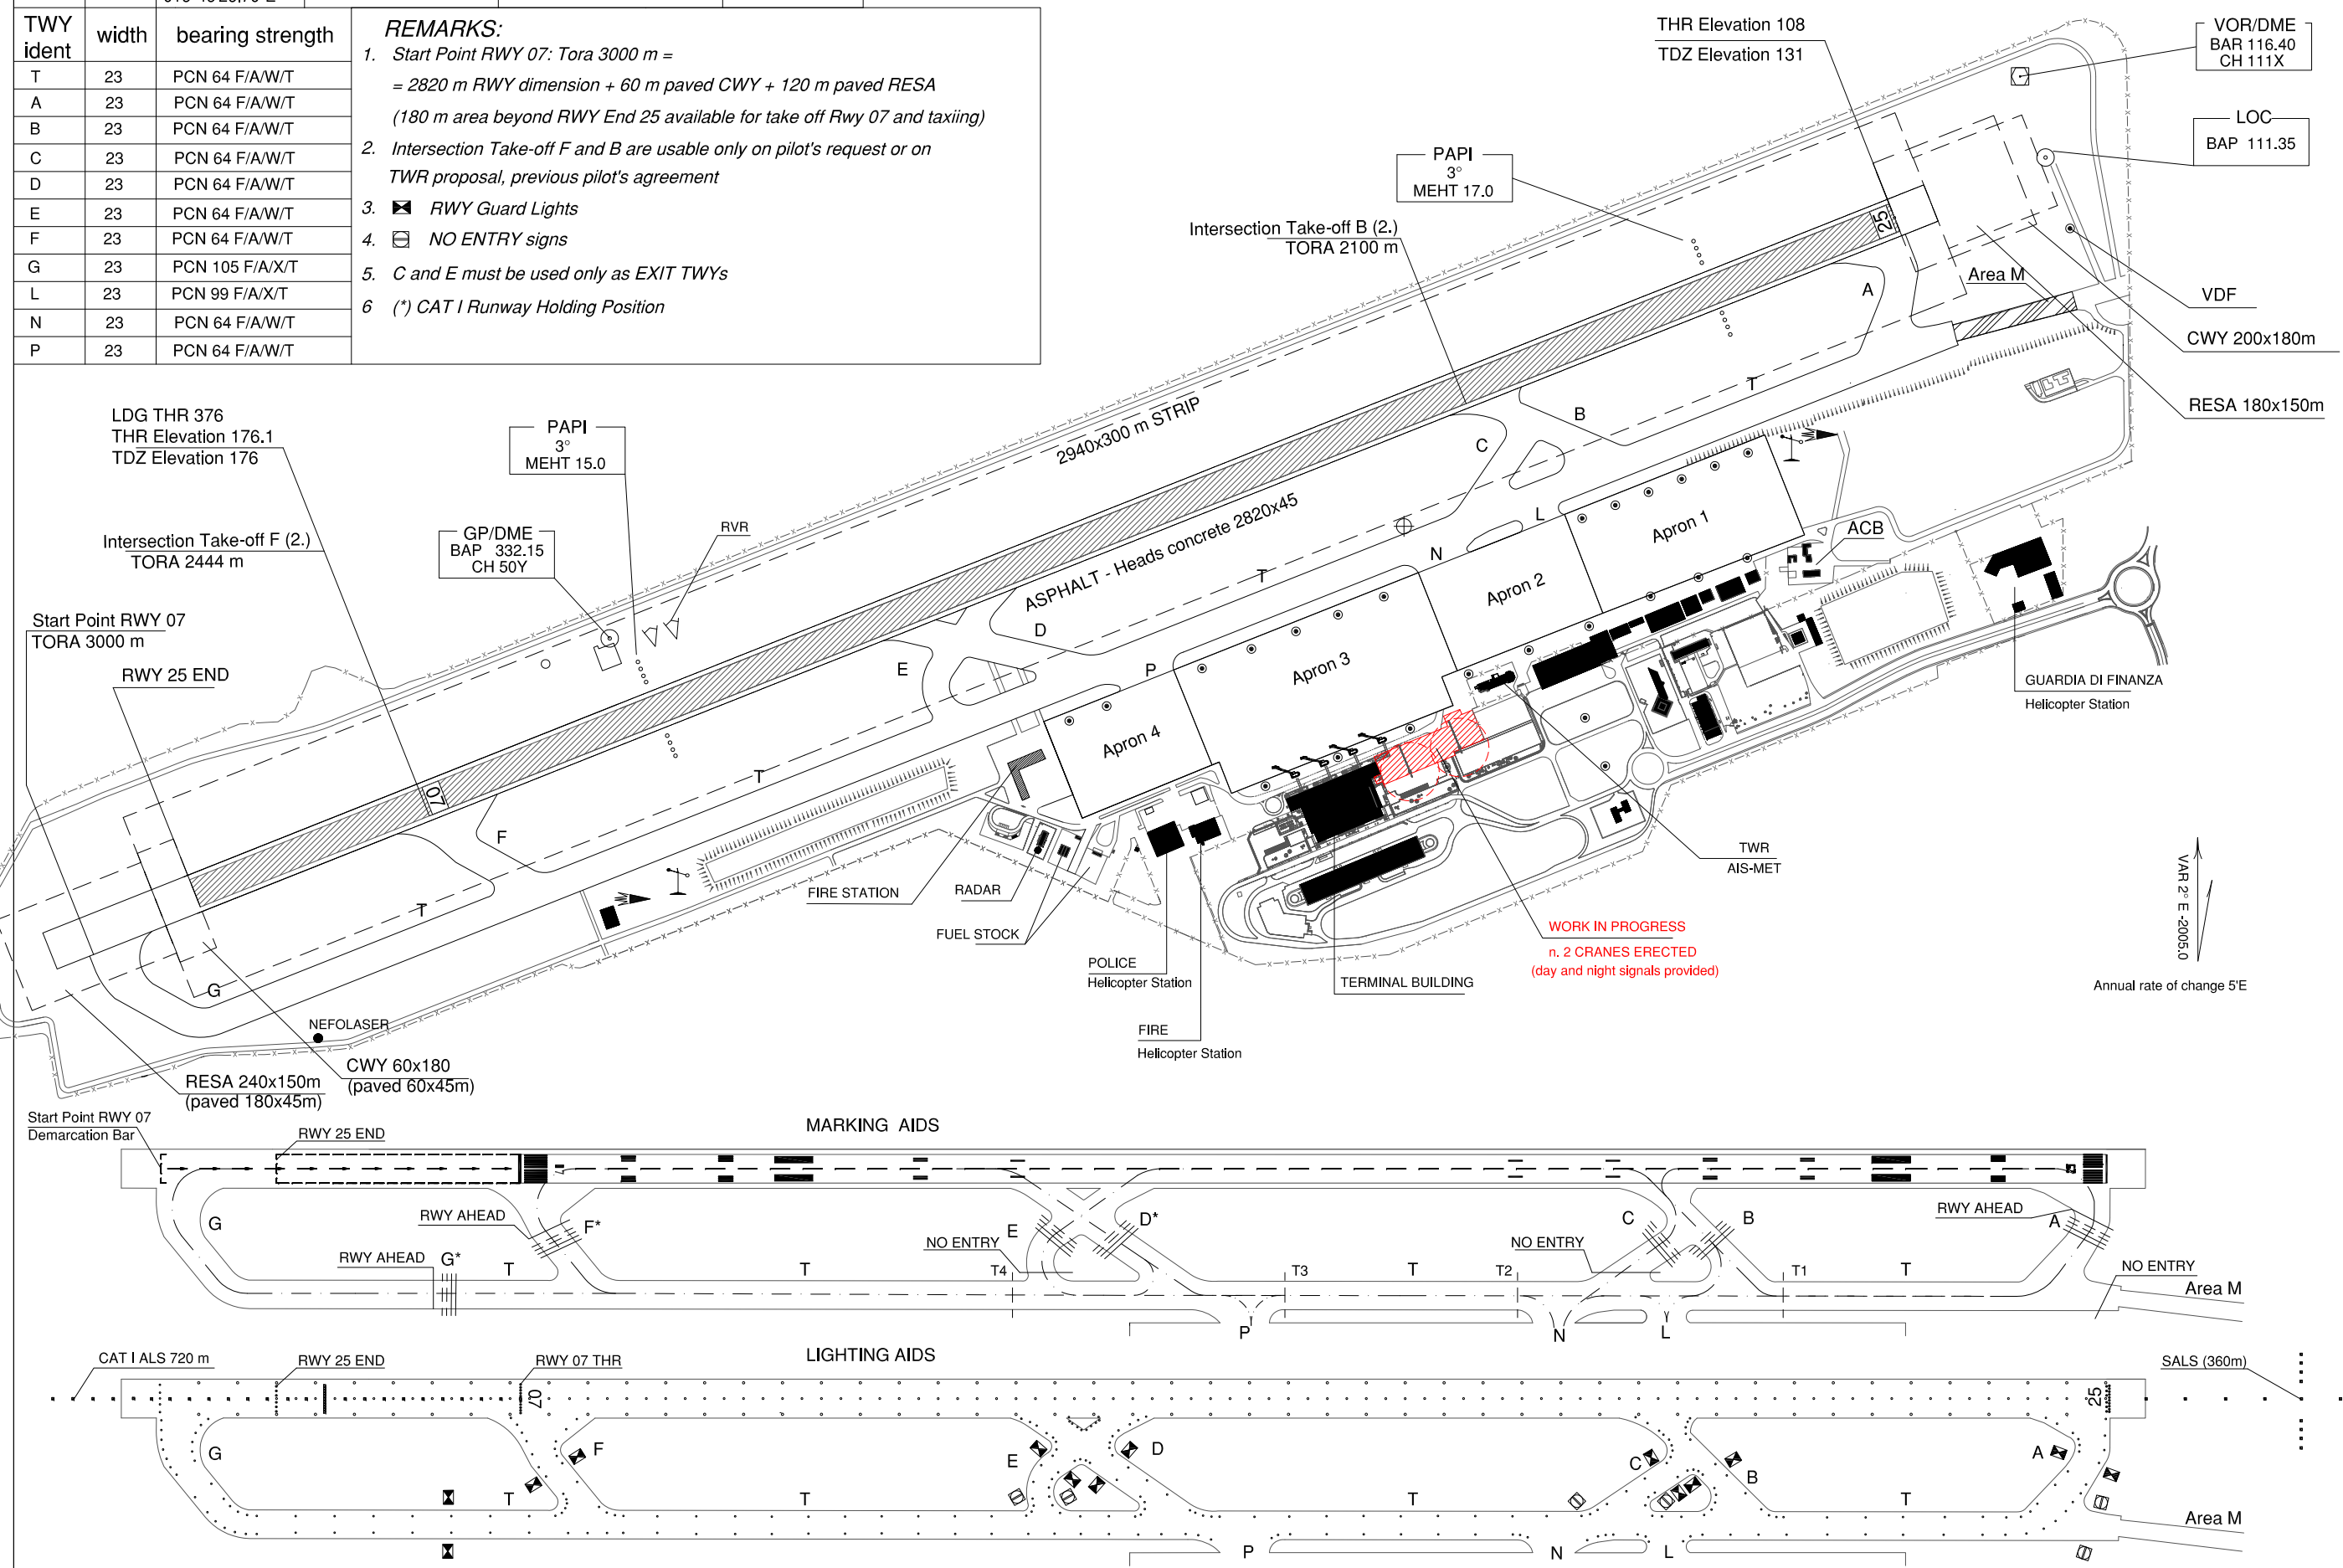 TWY ident width bearing strength
T 23 PCN 64 F/A/W/T
A 23 PCN 64 F/A/W/T
B 23 PCN 64 F/A/W/T
C 23 PCN 64 F/A/W/T
D 23 PCN 64 F/A/W/T
E 23 PCN 64 F/A/W/T
F 23 PCN 64 F/A/W/T
G 23 PCN 105 F/A/X/T
L 23 PCN 99 F/A/X/T
N 23 PCN 64 F/A/W/T
P 23 PCN 64 F/A/W/T
REMARKS:
1. Start Point RWY 07: Tora 3000 m =
= 2820 m RWY dimension + 60 m paved CWY + 120 m paved RESA
(180 m area beyond RWY End 25 available for take off Rwy 07 and taxiing)
2. Intersection Take-off F and B are usable only on pilot's request or on
TWR proposal, previous pilot's agreement
3. RWY Guard Lights
4. NO ENTRY signs
5. C and E must be used only as EXIT TWYs
6 (*) CAT I Runway Holding Position
THR Elevation 108
TDZ Elevation 131
VOR/DME
BAR 116.40
CH 111X
LOC
BAP 111.35
PAPI
3°
MEHT 17.0
Intersection Take-off B (2.)
TORA 2100 m
25
A
Area M
VDF
CWY 200x180m
RESA 180x150m
T
B
C
2940x300 m STRIP
LDG THR 376
THR Elevation 176.1
TDZ Elevation 176
PAPI
3°
MEHT 15.0
GP/DME
BAP 332.15
CH 50Y
RVR
Intersection Take-off F (2.)
TORA 2444 m
Start Point RWY 07
TORA 3000 m
RWY 25 END
ASPHALT - Heads concrete 2820x45
L
N
T
D
E
P
Apron 1
Apron 2
Apron 3
Apron 4
ACB
GUARDIA DI FINANZA
Helicopter Station
07
F
T
T
G
FIRE STATION
RADAR
FUEL STOCK
POLICE
Helicopter Station
FIRE
Helicopter Station
TERMINAL BUILDING
WORK IN PROGRESS
n. 2 CRANES ERECTED
(day and night signals provided)
TWR
AIS-MET
VAR 2° E -2005.0
Annual rate of change 5'E
NEFOLASER
CWY 60x180
(paved 60x45m)
RESA 240x150m
(paved 180x45m)
MARKING AIDS
Start Point RWY 07
Demarcation Bar
RWY 25 END
G
RWY AHEAD
F*
E
D*
C
B
RWY AHEAD
A
RWY AHEAD
G*
T
T
NO ENTRY
T4
T3
T
T2
NO ENTRY
T1
T
NO ENTRY
Area M
P
N
L
LIGHTING AIDS
CAT I ALS 720 m
RWY 25 END
RWY 07 THR
SALS (360m)
07
25
G
F
E
D
C
B
A
T
T
T
T
Area M
P
N
L